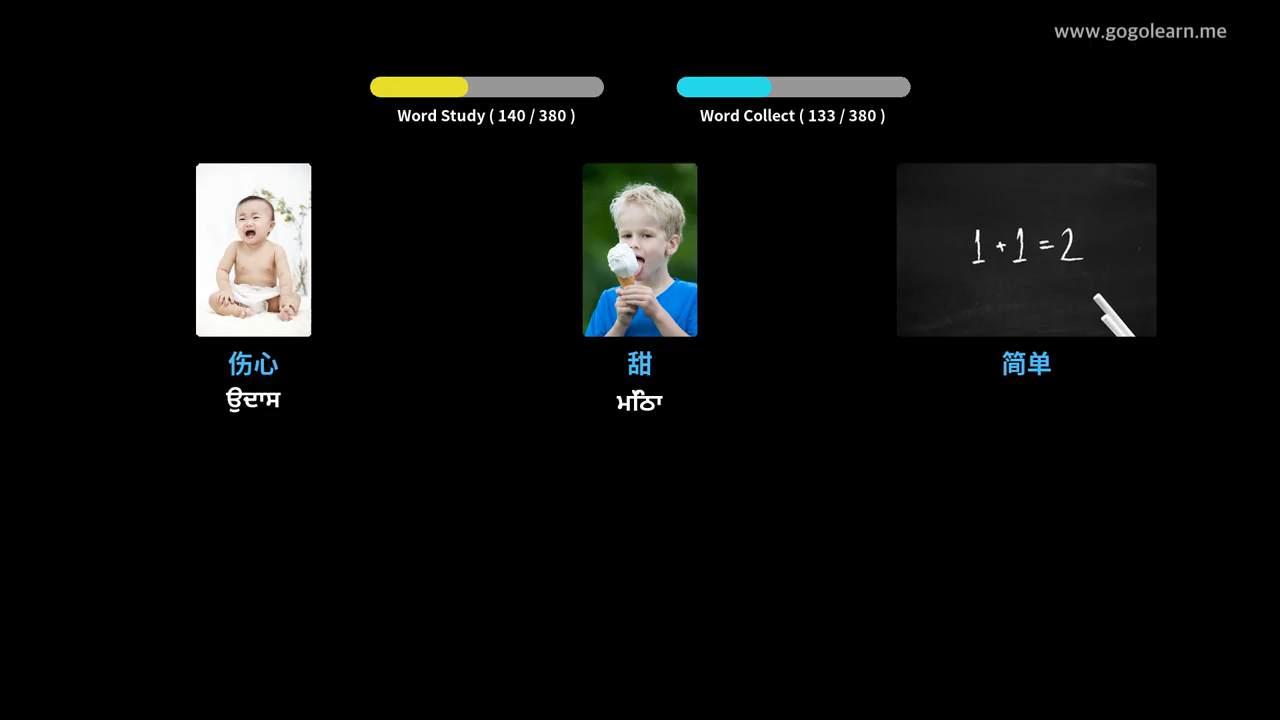 www.gogolearn.me
Word Study ( 140 / 380 )
Word Collect ( 133 / 380 )
1 + 1 = 2
伤心
甜
简单
ਉਦਾਸ
ਮਿੱਠਾ